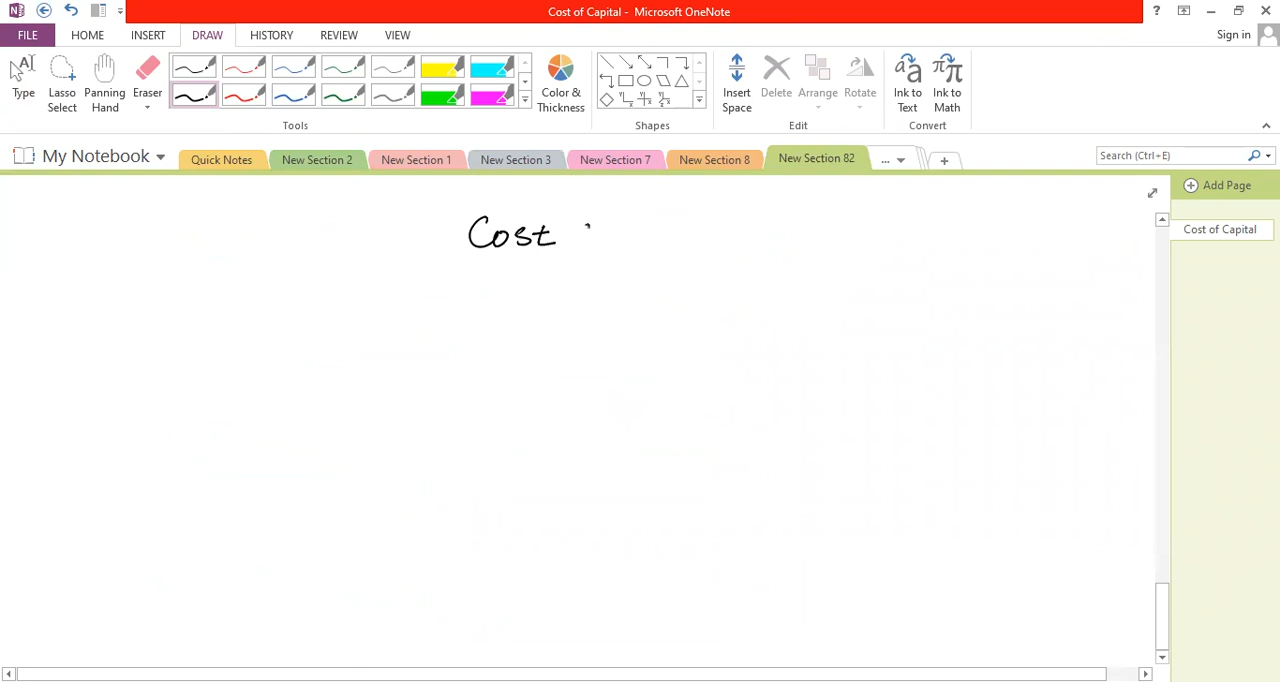 Cost of Capital - Microsoft OneNote
?
FILE HOME INSERT DRAW HISTORY REVIEW VIEW
Sign in
Type
Lasso Select
Panning Hand
Eraser
Color & Thickness
Insert Space
Delete
Arrange
Rotate
Ink to Text
Ink to Math
Tools
Shapes
Edit
Convert
My Notebook
Quick Notes
New Section 2
New Section 1
New Section 3
New Section 7
New Section 8
New Section 82
...
Search (Ctrl+E)
Add Page
Cost of Capital
Cost